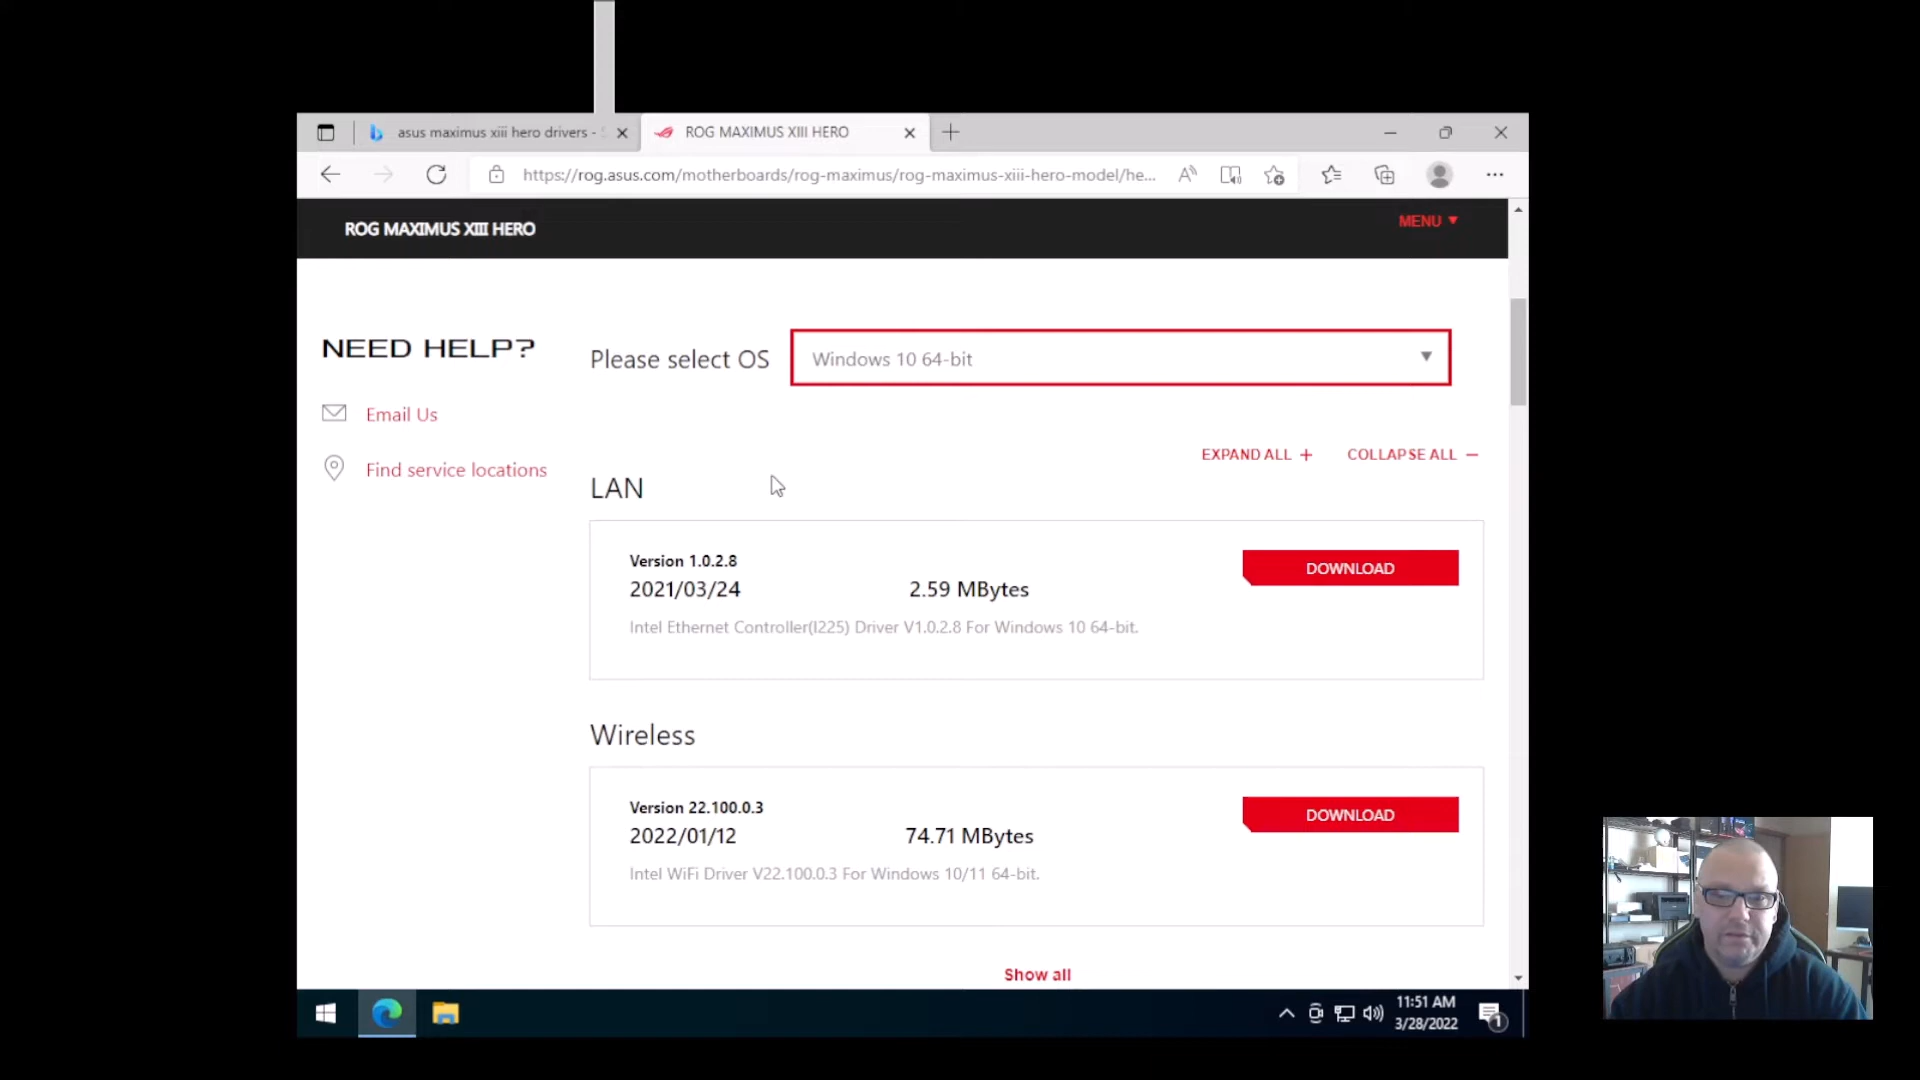 asus maximus xiii hero drivers -
ROG MAXIMUS XIII HERO
https://rog.asus.com/motherboards/rog-maximus/rog-maximus-xiii-hero-model/he...
ROG MAXIMUS XIII HERO
MENU
NEED HELP?
Please select OS
Windows 10 64-bit
Email Us
EXPAND ALL +
COLLAPSE ALL −
Find service locations
LAN
Version 1.0.2.8
DOWNLOAD
2021/03/24
2.59 MBytes
Intel Ethernet Controller(I225) Driver V1.0.2.8 For Windows 10 64-bit.
Wireless
Version 22.100.0.3
DOWNLOAD
2022/01/12
74.71 MBytes
Intel WiFi Driver V22.100.0.3 For Windows 10/11 64-bit.
Show all
11:51 AM
3/28/2022
1